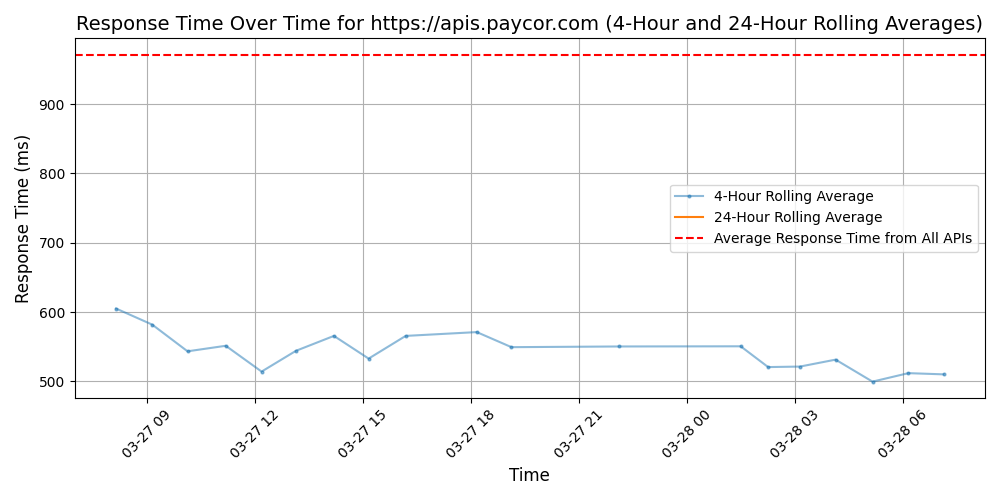 Response Time Over Time for https://apis.paycor.com (4-Hour and 24-Hour Rolling Averages)
Response Time (ms)
900
800
700
600
500
4-Hour Rolling Average
24-Hour Rolling Average
Average Response Time from All APIs
03-27 09
03-27 12
03-27 15
03-27 18
03-27 21
03-28 00
03-28 03
03-28 06
Time